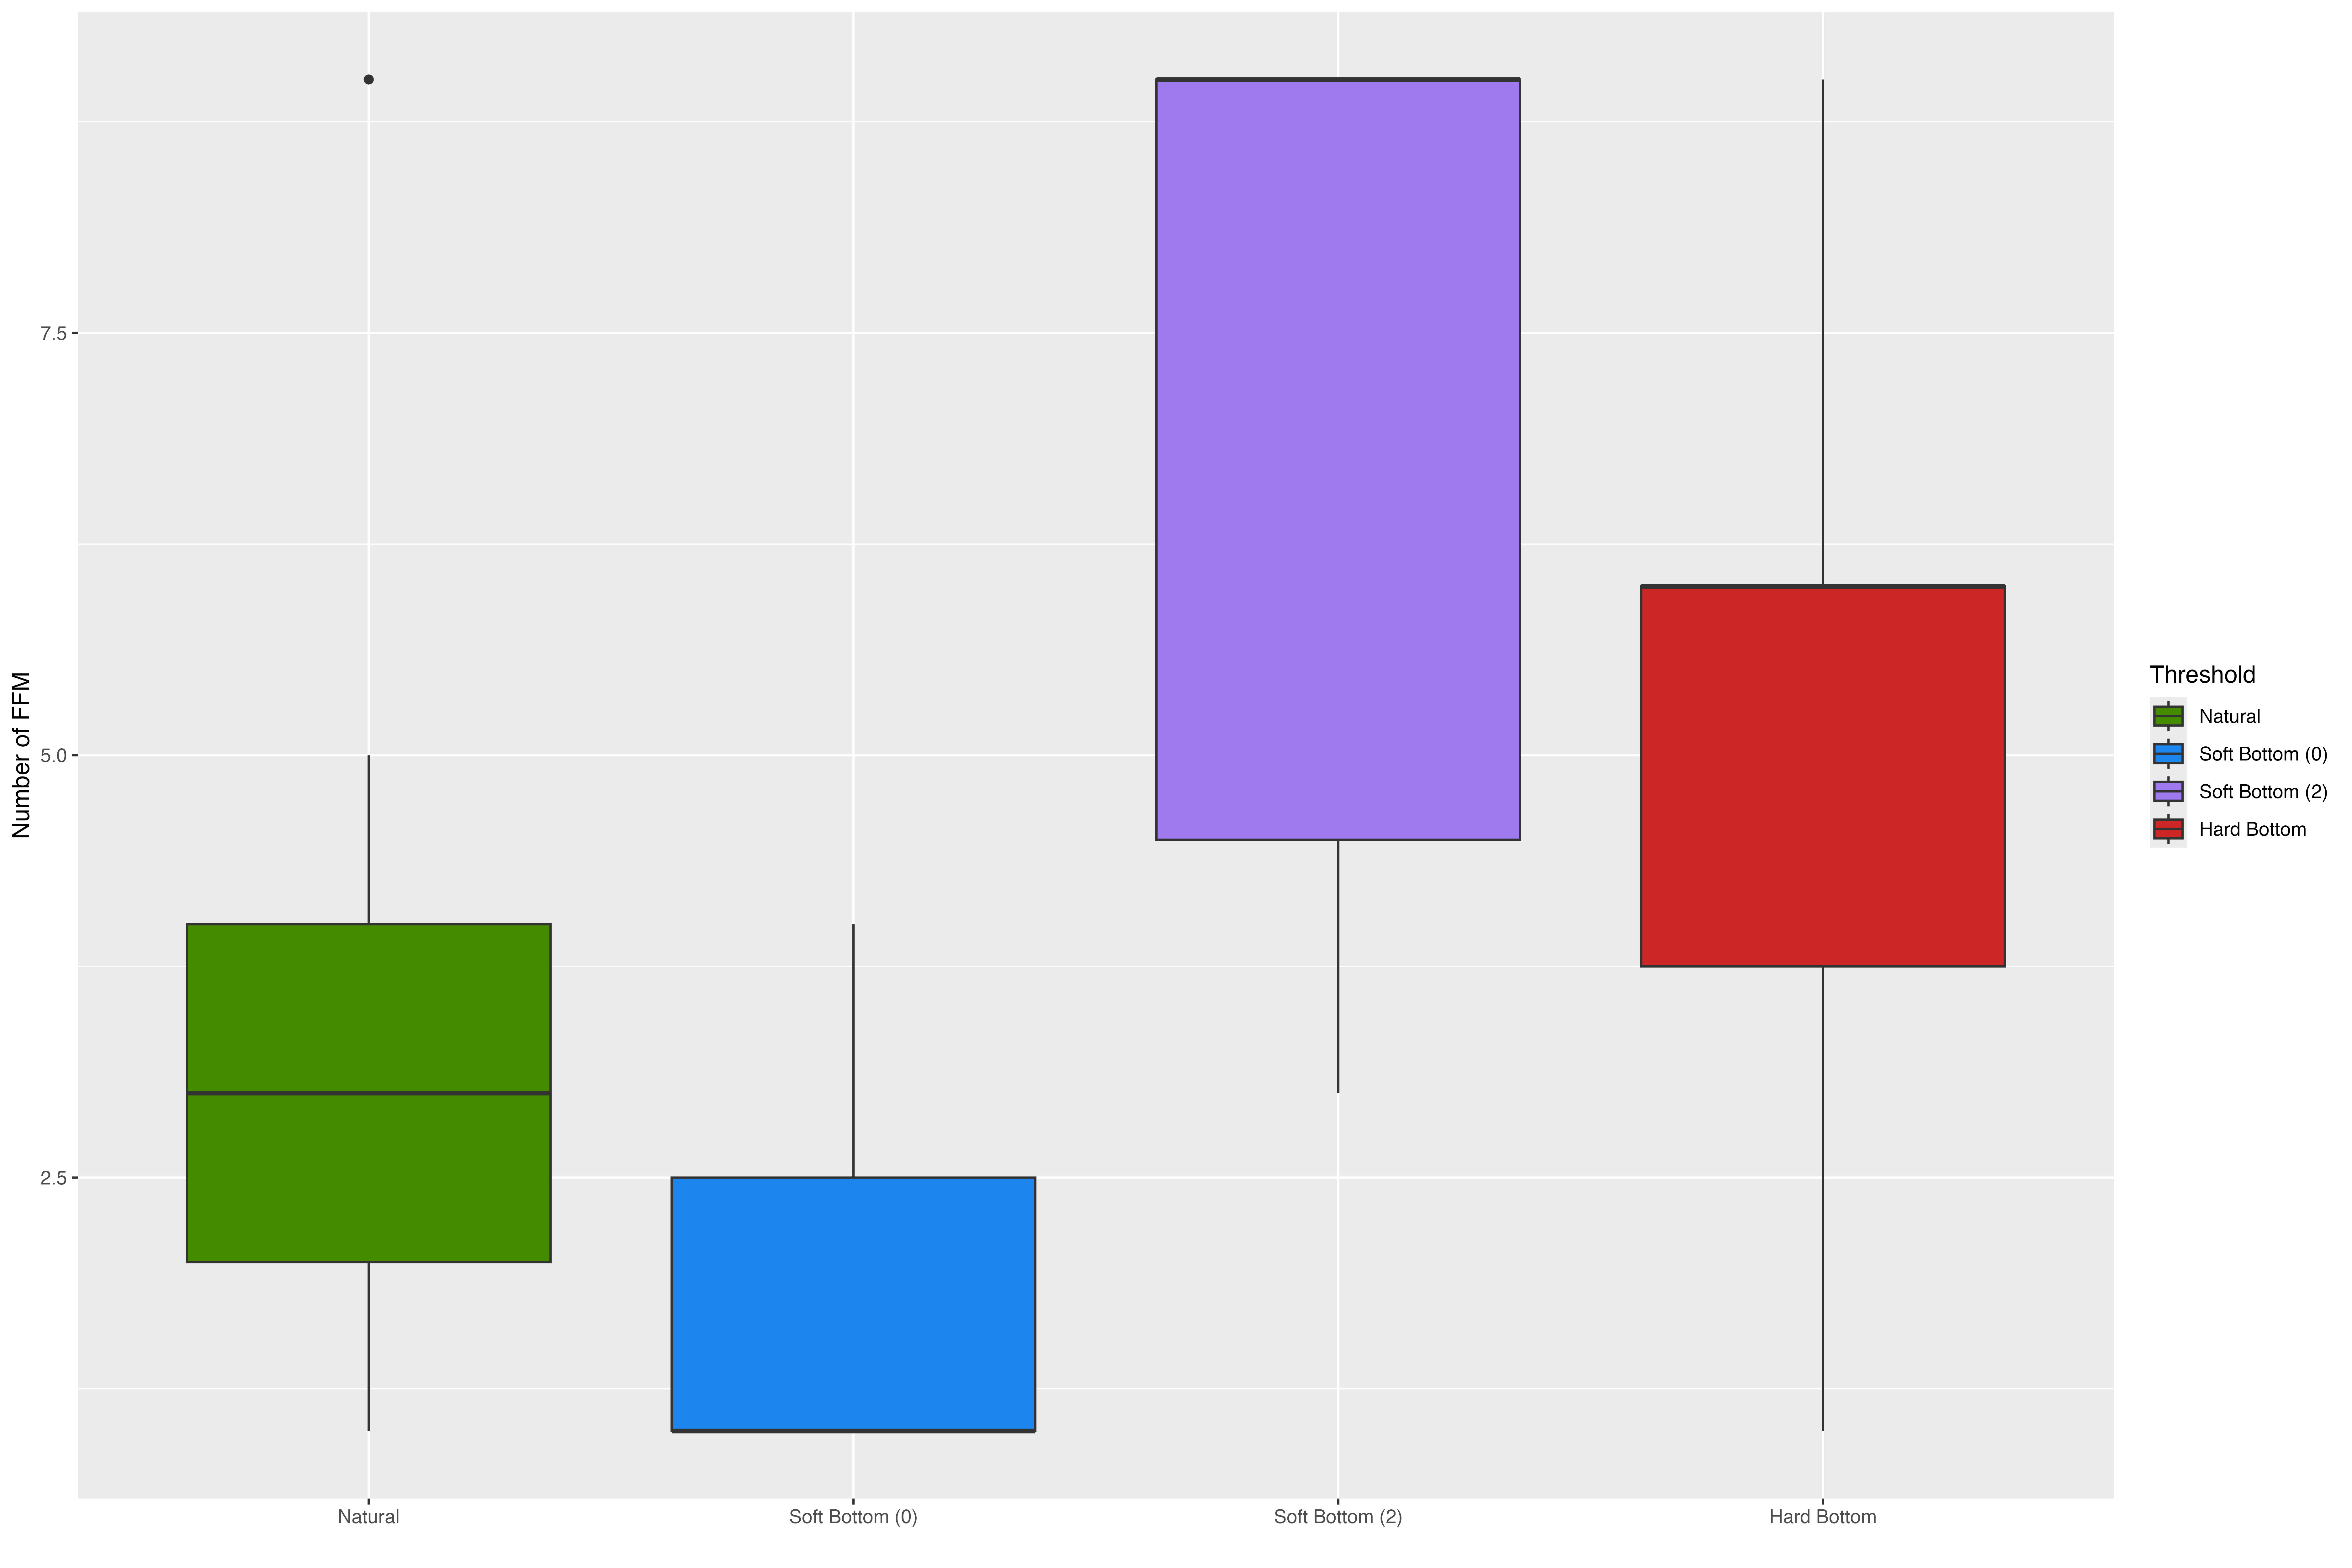 Number of FFM
7.5
5.0
2.5
Natural
Soft Bottom (0)
Soft Bottom (2)
Hard Bottom
Threshold
Natural
Soft Bottom (0)
Soft Bottom (2)
Hard Bottom